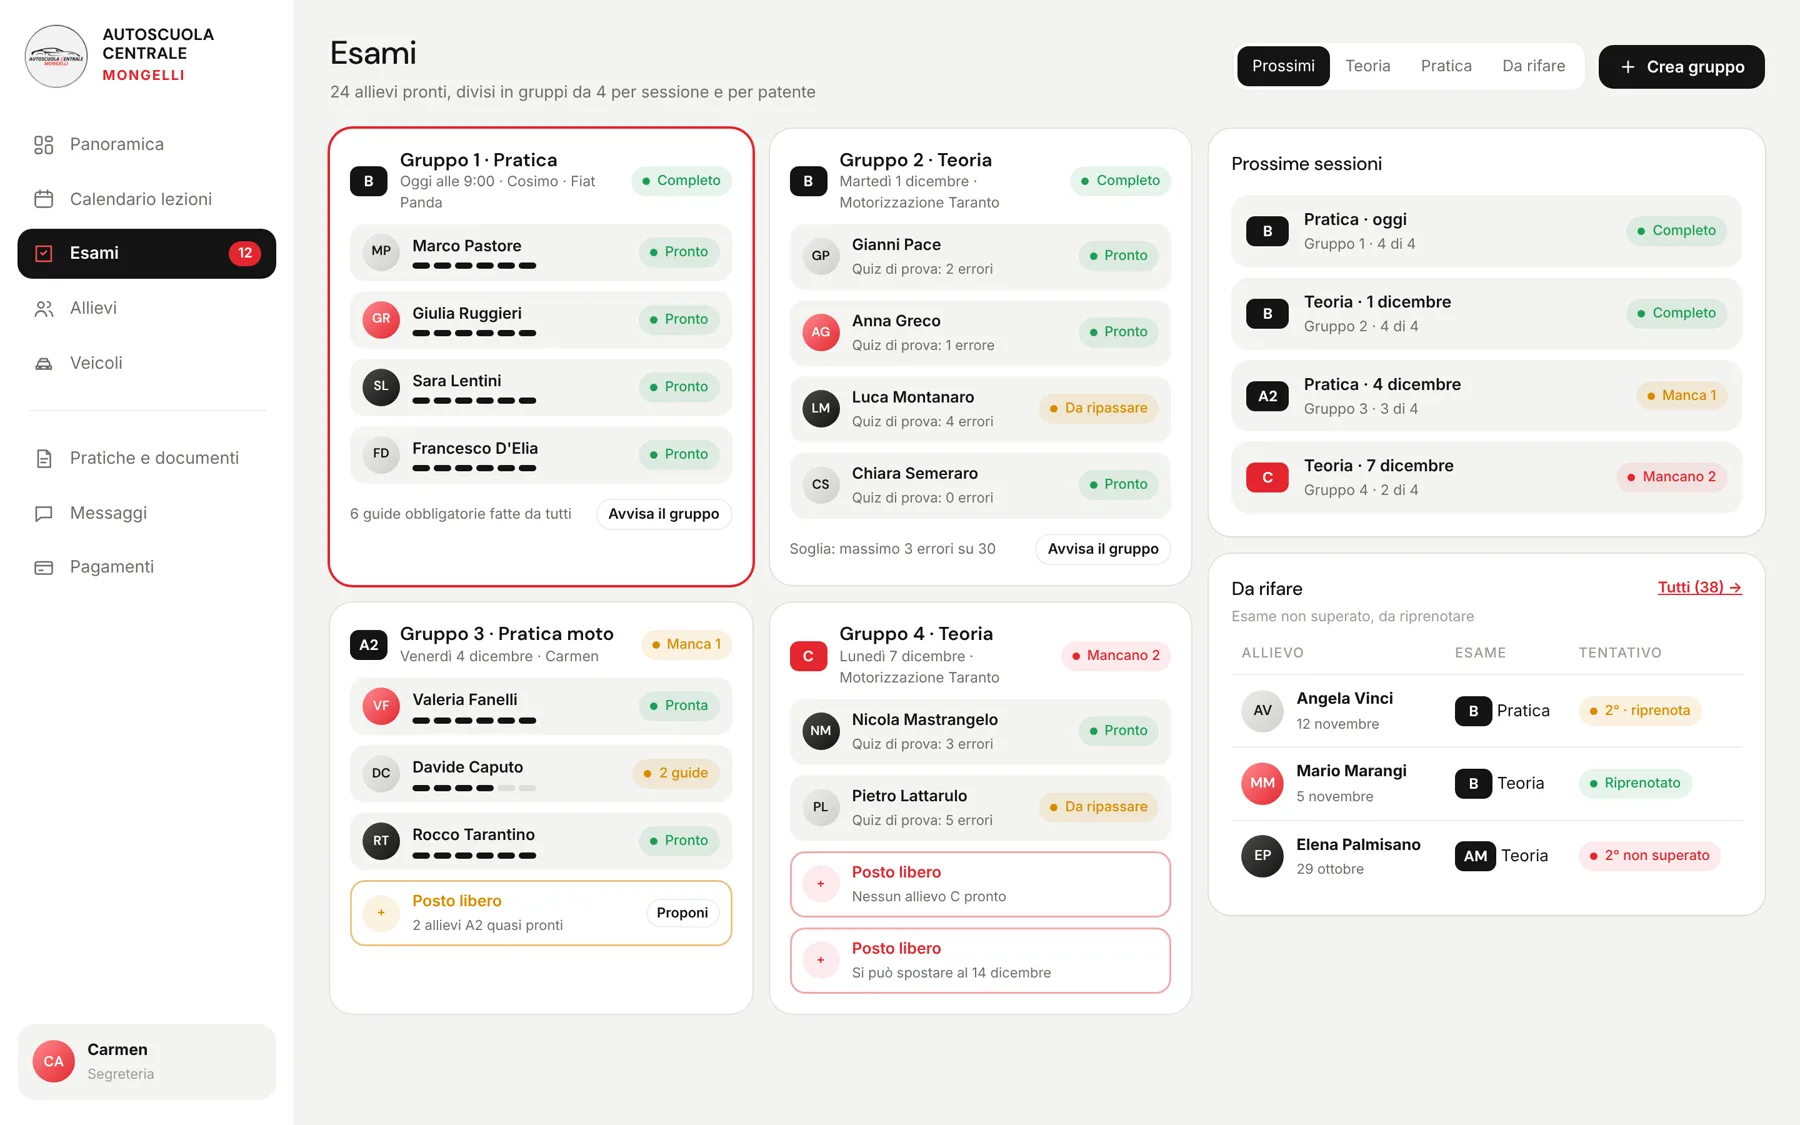 AUTOSCUOLA CENTRALE
MONGELLI
AUTOSCUOLA
CENTRALE
MONGELLI
Panoramica
Calendario lezioni
Esami
12
Allievi
Veicoli
Pratiche e documenti
Messaggi
Pagamenti
CA
Carmen
Segreteria
Esami
24 allievi pronti, divisi in gruppi da 4 per sessione e per patente
Prossimi
Teoria
Pratica
Da rifare
+ Crea gruppo
B
Gruppo 1 · Pratica
Oggi alle 9:00 · Cosimo · Fiat
Panda
Completo
MP
Marco Pastore
Pronto
GR
Giulia Ruggieri
Pronto
SL
Sara Lentini
Pronto
FD
Francesco D'Elia
Pronto
6 guide obbligatorie fatte da tutti
Avvisa il gruppo
B
Gruppo 2 · Teoria
Martedì 1 dicembre ·
Motorizzazione Taranto
Completo
GP
Gianni Pace
Quiz di prova: 2 errori
Pronto
AG
Anna Greco
Quiz di prova: 1 errore
Pronto
LM
Luca Montanaro
Quiz di prova: 4 errori
Da ripassare
CS
Chiara Semeraro
Quiz di prova: 0 errori
Pronto
Soglia: massimo 3 errori su 30
Avvisa il gruppo
A2
Gruppo 3 · Pratica moto
Venerdì 4 dicembre · Carmen
Manca 1
VF
Valeria Fanelli
Pronta
DC
Davide Caputo
2 guide
RT
Rocco Tarantino
Pronto
+
Posto libero
2 allievi A2 quasi pronti
Proponi
C
Gruppo 4 · Teoria
Lunedì 7 dicembre ·
Motorizzazione Taranto
Mancano 2
NM
Nicola Mastrangelo
Quiz di prova: 3 errori
Pronto
PL
Pietro Lattarulo
Quiz di prova: 5 errori
Da ripassare
+
Posto libero
Nessun allievo C pronto
+
Posto libero
Si può spostare al 14 dicembre
Prossime sessioni
B
Pratica · oggi
Gruppo 1 · 4 di 4
Completo
B
Teoria · 1 dicembre
Gruppo 2 · 4 di 4
Completo
A2
Pratica · 4 dicembre
Gruppo 3 · 3 di 4
Manca 1
C
Teoria · 7 dicembre
Gruppo 4 · 2 di 4
Mancano 2
Da rifare
Tutti (38) →
Esame non superato, da riprenotare
ALLIEVO
ESAME
TENTATIVO
AV
Angela Vinci
12 novembre
B Pratica
2° · riprenota
MM
Mario Marangi
5 novembre
B Teoria
Riprenotato
EP
Elena Palmisano
29 ottobre
AM Teoria
2° non superato